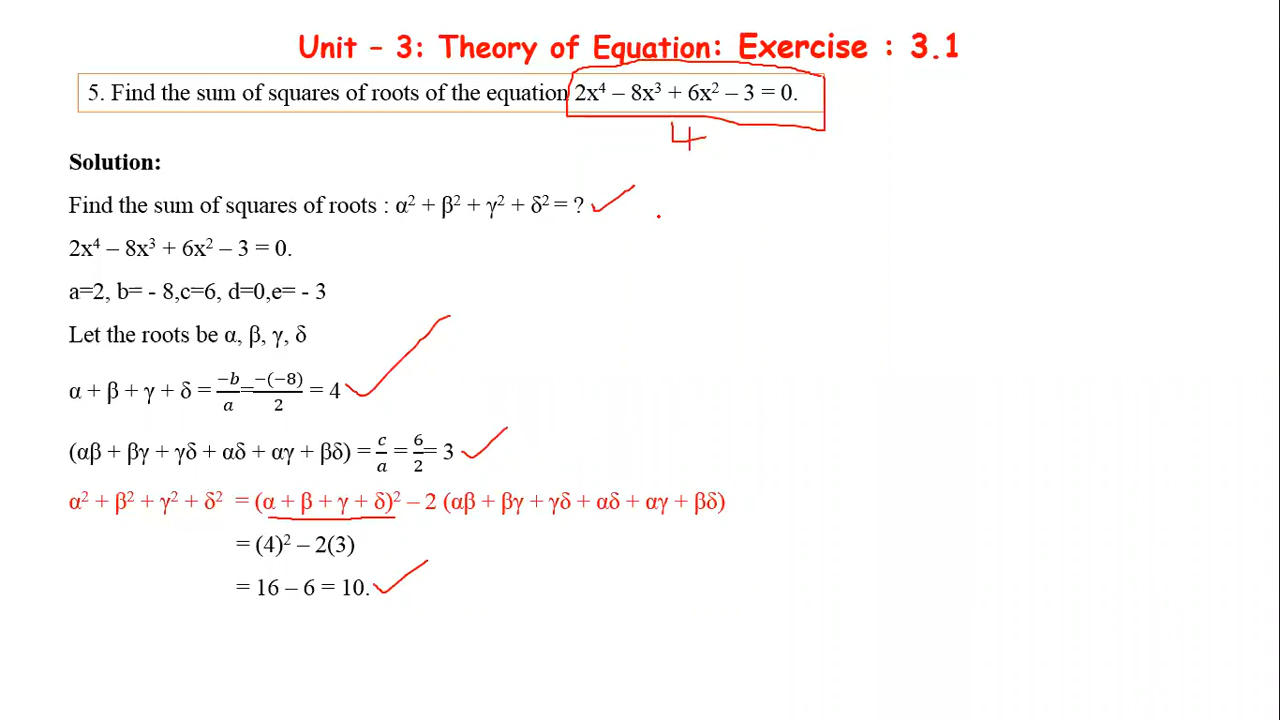 Unit – 3: Theory of Equation: Exercise : 3.1
5. Find the sum of squares of roots of the equation 2x⁴ – 8x³ + 6x² – 3 = 0.
4
Solution:
Find the sum of squares of roots : α² + β² + γ² + δ² = ?
2x⁴ – 8x³ + 6x² – 3 = 0.
a=2, b= - 8,c=6, d=0,e= - 3
Let the roots be α, β, γ, δ
α + β + γ + δ = −b/a = −(−8)/2 = 4
(αβ + βγ + γδ + αδ + αγ + βδ) = c/a = 6/2 = 3
α² + β² + γ² + δ² = (α + β + γ + δ)² – 2 (αβ + βγ + γδ + αδ + αγ + βδ)
= (4)² – 2(3)
= 16 – 6 = 10.